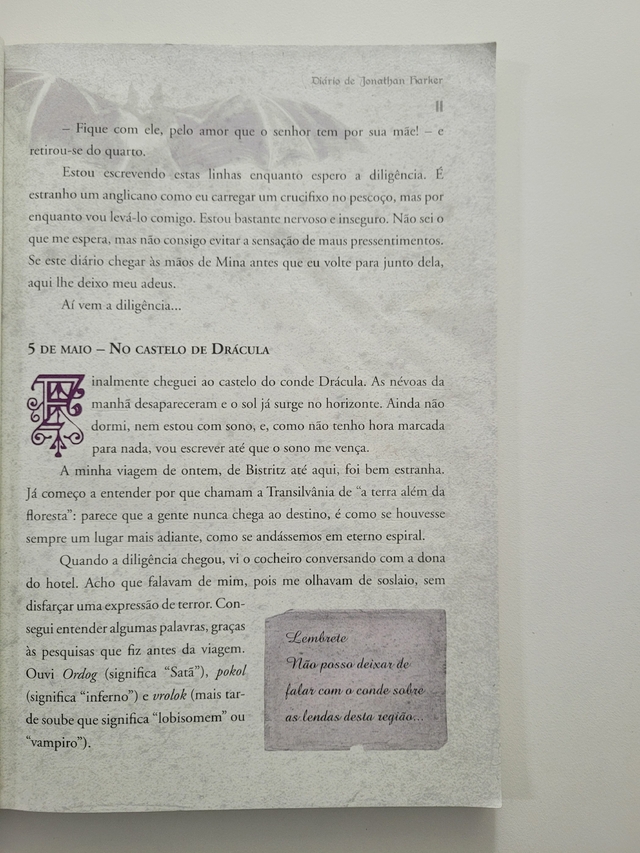 Diário de Jonathan Harker
11
– Fique com ele, pelo amor que o senhor tem por sua mãe! – e
retirou-se do quarto.
Estou escrevendo estas linhas enquanto espero a diligência. É
estranho um anglicano como eu carregar um crucifixo no pescoço, mas por
enquanto vou levá-lo comigo. Estou bastante nervoso e inseguro. Não sei o
que me espera, mas não consigo evitar a sensação de maus pressentimentos.
Se este diário chegar às mãos de Mina antes que eu volte para junto dela,
aqui lhe deixo meu adeus.
Aí vem a diligência...
5 de maio – No castelo de Drácula
Finalmente cheguei ao castelo do conde Drácula. As névoas da
manhã desapareceram e o sol já surge no horizonte. Ainda não
dormi, nem estou com sono, e, como não tenho hora marcada
para nada, vou escrever até que o sono me vença.
A minha viagem de ontem, de Bistritz até aqui, foi bem estranha.
Já começo a entender por que chamam a Transilvânia de “a terra além da
floresta”: parece que a gente nunca chega ao destino, é como se houvesse
sempre um lugar mais adiante, como se andássemos em eterno espiral.
Quando a diligência chegou, vi o cocheiro conversando com a dona
do hotel. Acho que falavam de mim, pois me olhavam de soslaio, sem
disfarçar uma expressão de terror. Con-
segui entender algumas palavras, graças
às pesquisas que fiz antes da viagem.
Ouvi Ordog (significa “Satã”), pokol
(significa “inferno”) e vrolok (mais tar-
de soube que significa “lobisomem” ou
“vampiro”).
Lembrete
Não posso deixar de
falar com o conde sobre
as lendas desta região...